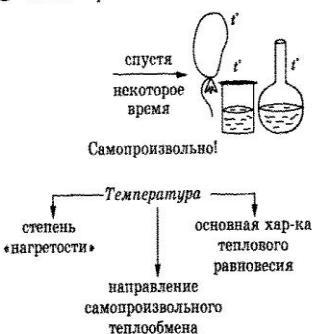 t'
спустя
t'
t'
некоторое
время
Самопроизвольно!
Температура
степень
«нагретости»
основная хар-ка
теплового
равновесия
направление
самопроизвольного
теплообмена